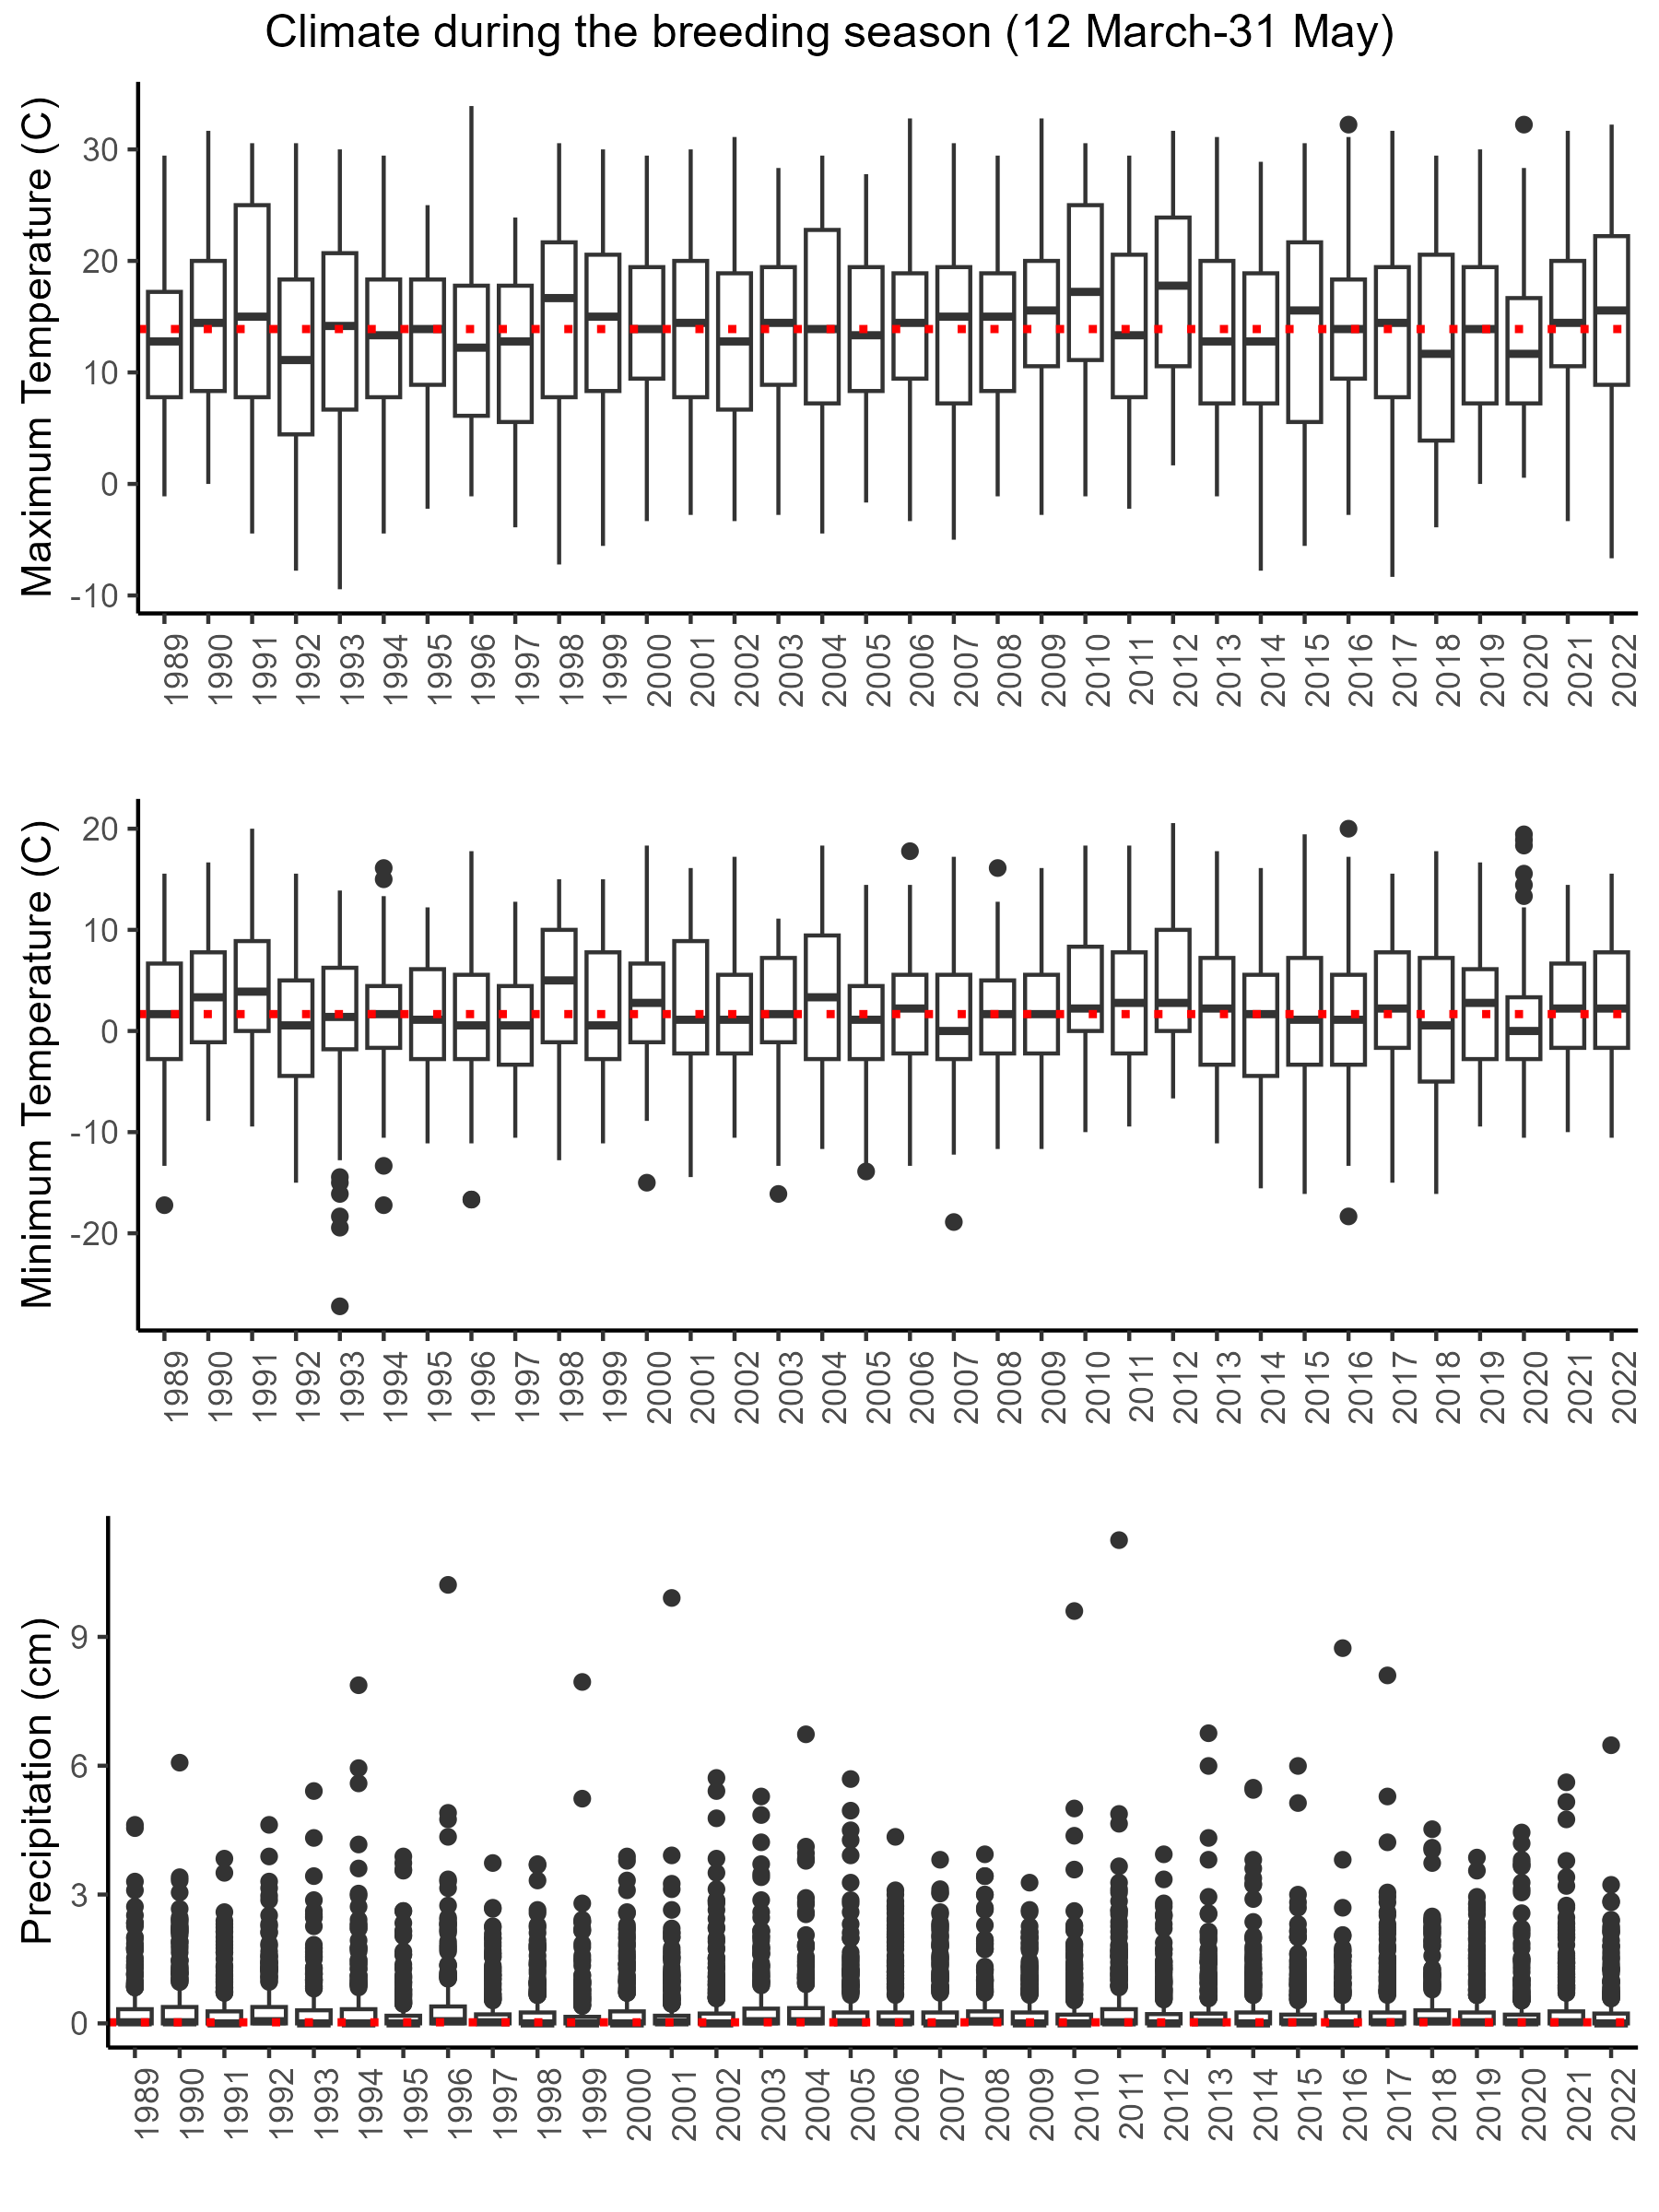 Climate during the breeding season (12 March-31 May)
Maximum Temperature (C)
30
20
10
0
-10
1989 1990 1991 1992 1993 1994 1995 1996 1997 1998 1999 2000 2001 2002 2003 2004 2005 2006 2007 2008 2009 2010 2011 2012 2013 2014 2015 2016 2017 2018 2019 2020 2021 2022
Minimum Temperature (C)
20
10
0
-10
-20
1989 1990 1991 1992 1993 1994 1995 1996 1997 1998 1999 2000 2001 2002 2003 2004 2005 2006 2007 2008 2009 2010 2011 2012 2013 2014 2015 2016 2017 2018 2019 2020 2021 2022
Precipitation (cm)
9
6
3
0
1989 1990 1991 1992 1993 1994 1995 1996 1997 1998 1999 2000 2001 2002 2003 2004 2005 2006 2007 2008 2009 2010 2011 2012 2013 2014 2015 2016 2017 2018 2019 2020 2021 2022